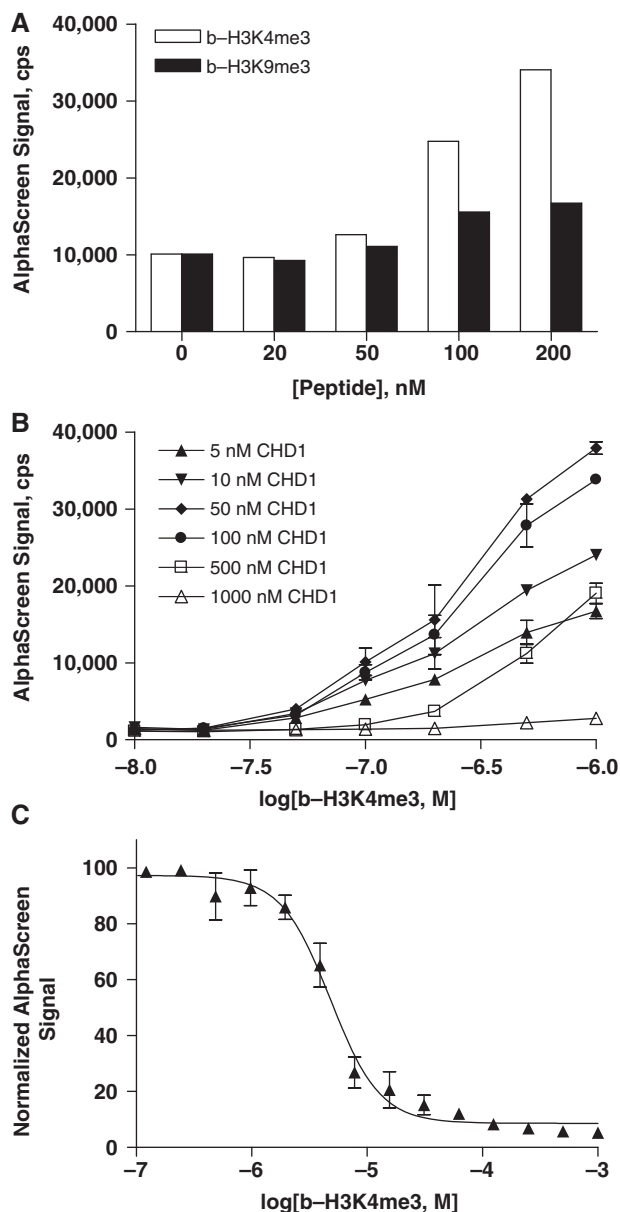 A
AlphaScreen Signal, cps
40,000
30,000
20,000
10,000
0
b–H3K4me3
b–H3K9me3
0 20 50 100 200
[Peptide], nM
B
AlphaScreen Signal, cps
40,000
30,000
20,000
10,000
0
5 nM CHD1
10 nM CHD1
50 nM CHD1
100 nM CHD1
500 nM CHD1
1000 nM CHD1
–8.0 –7.5 –7.0 –6.5 –6.0
log[b–H3K4me3, M]
C
Normalized AlphaScreen
Signal
100
80
60
40
20
0
–7 –6 –5 –4 –3
log[b–H3K4me3, M]